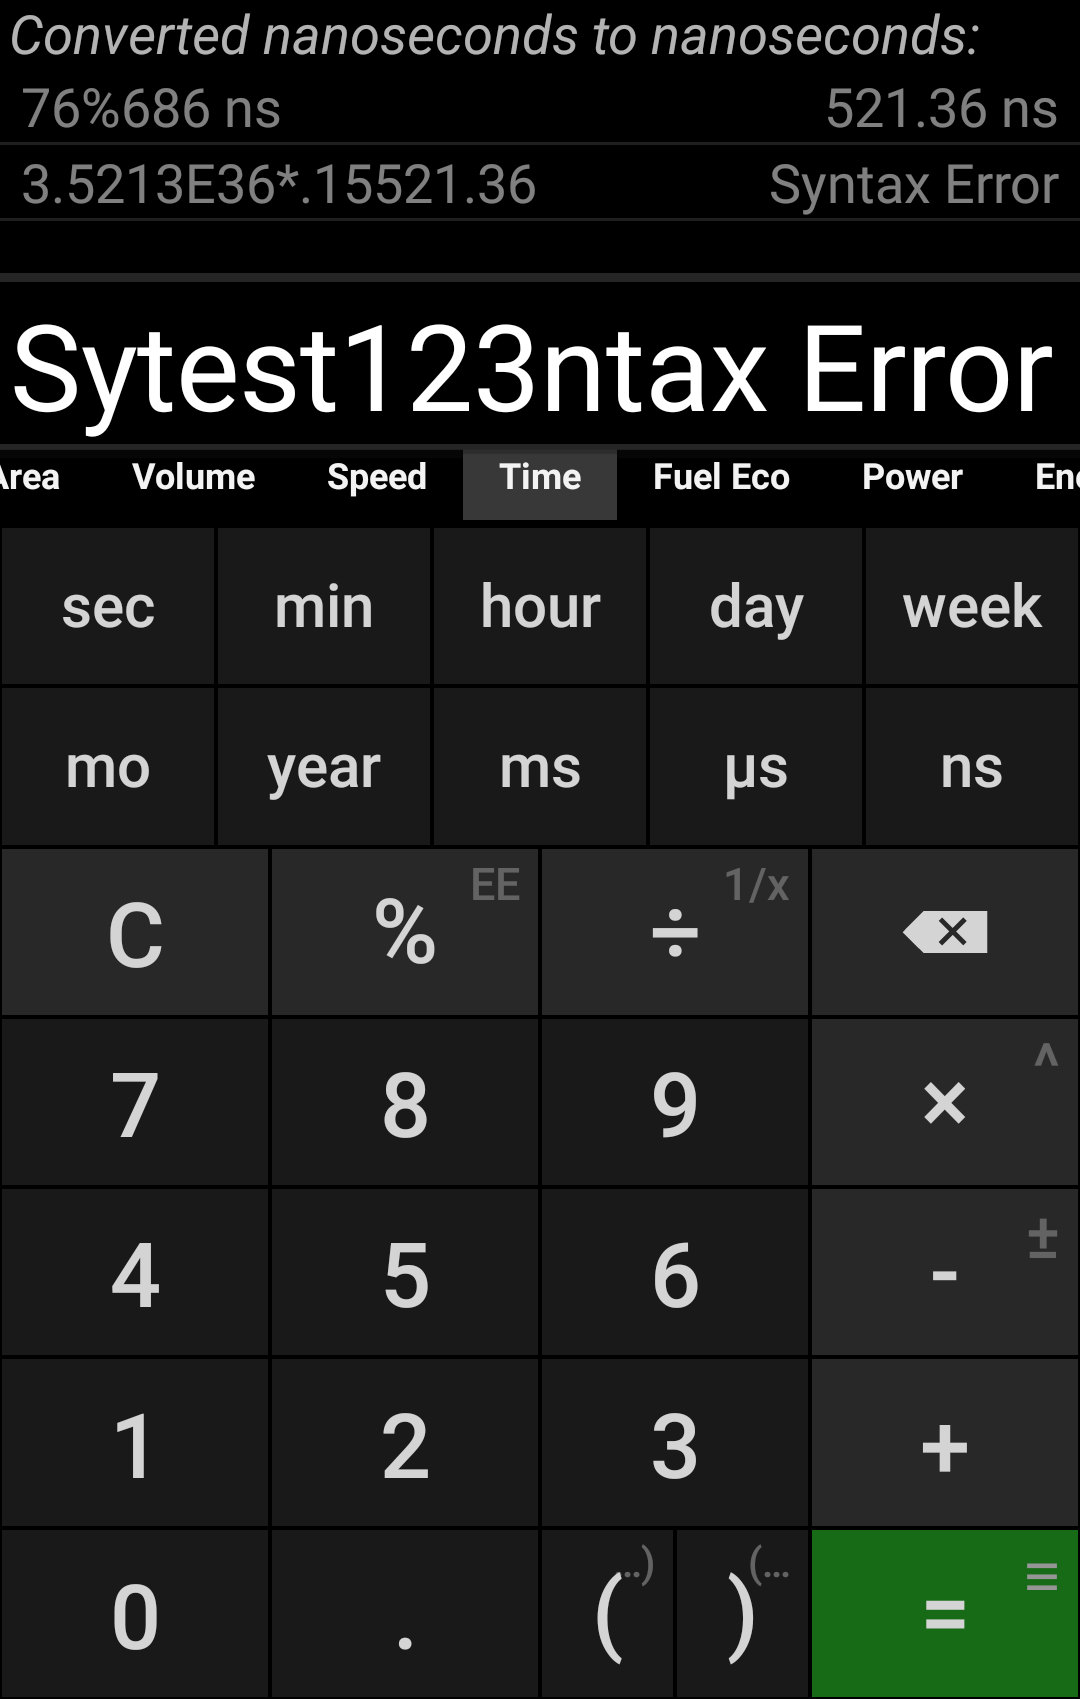 Converted nanoseconds to nanoseconds:
76%686 ns 521.36 ns
3.5213E36*.15521.36 Syntax Error
Sytest123ntax Error
Area Volume Speed Time Fuel Eco Power Ene
sec min hour day week
mo year ms µs ns
C % EE ÷ 1/x
7 8 9 × ^
4 5 6 - ±
1 2 3 +
0 . ( ..) ) (... = ≡